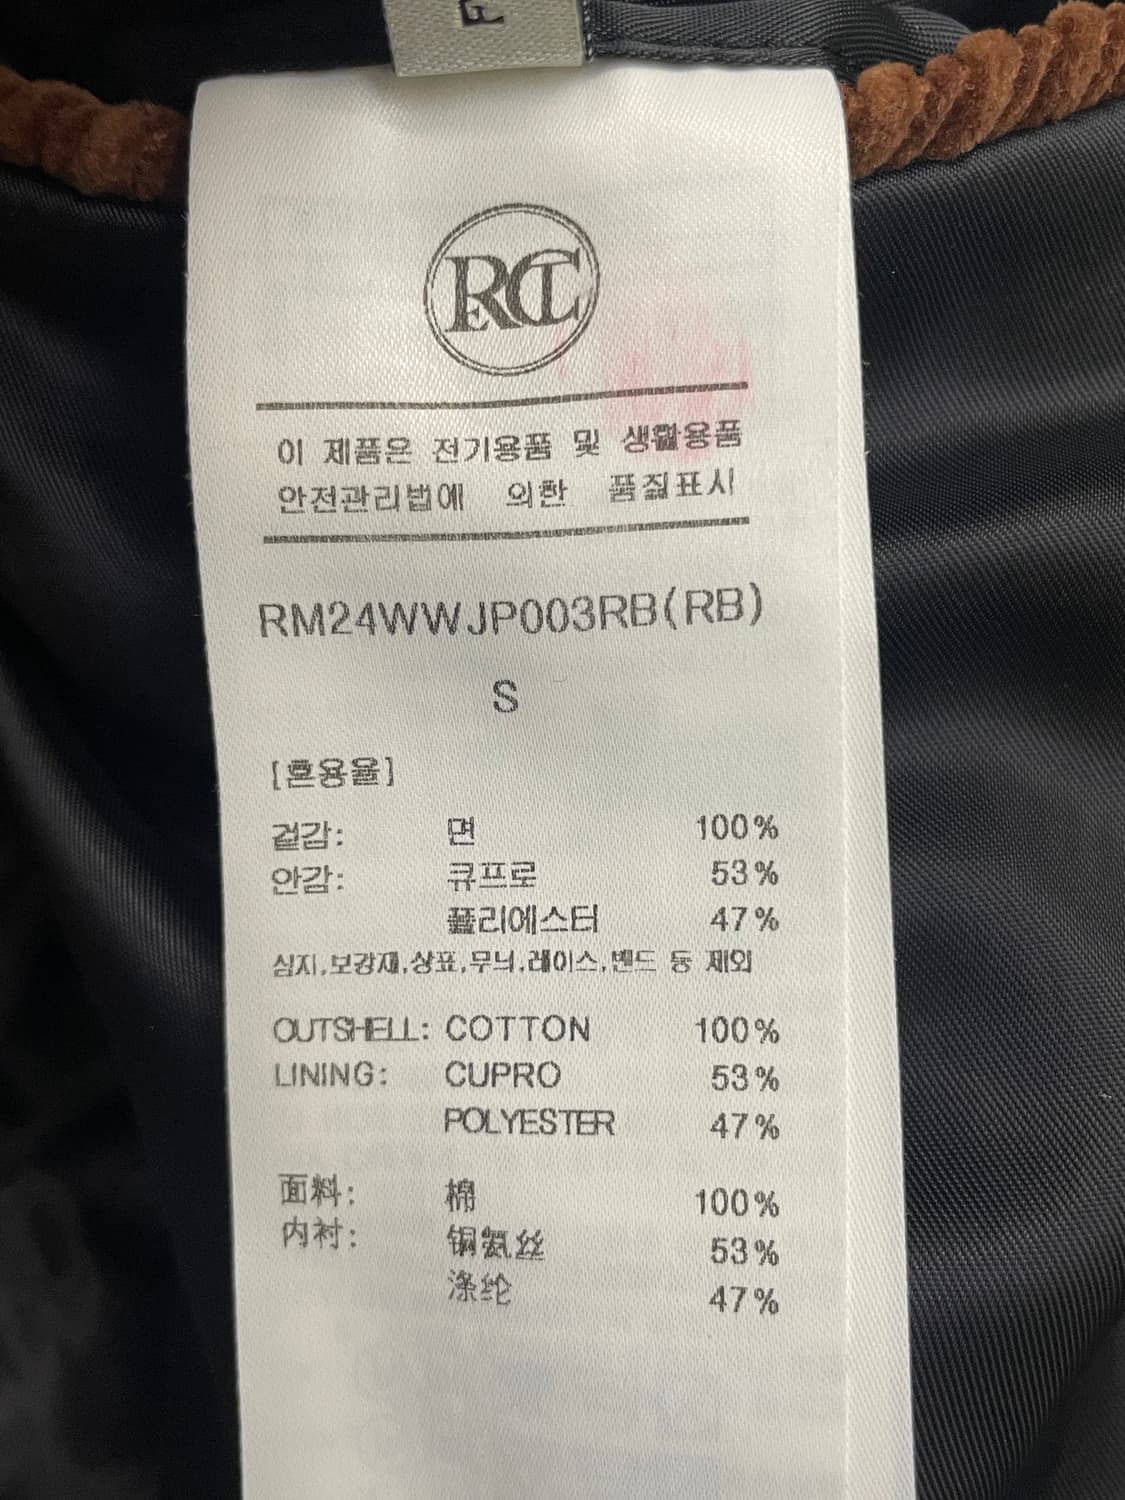 F
RECT
이 제품은 전기용품 및 생활용품
안전관리법에 의한 품질표시
RM24WWJP003RB(RB)
S
[혼용율]
겉감: 면 100%
안감: 큐프로 53%
폴리에스터 47%
심지,보강재,상표,무늬,레이스,밴드 등 제외
OUTSHELL: COTTON 100%
LINING: CUPRO 53%
POLYESTER 47%
面料: 棉 100%
内衬: 铜氨丝 53%
涤纶 47%